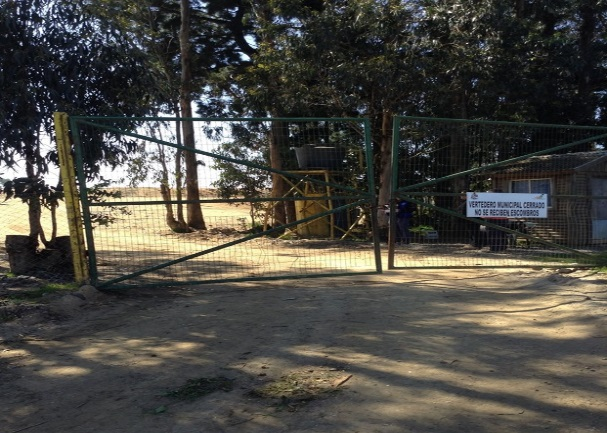 VERTEDERO MUNICIPAL CERRADO
NO SE RECIBEN ESCOMBROS